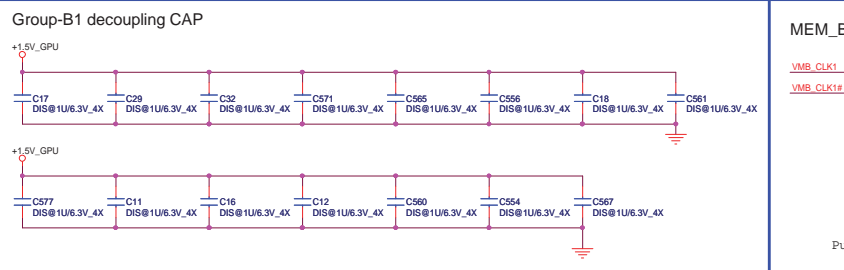 Group-B1 decoupling CAP
+1.5V_GPU
C17 C29 C32 C571 C565 C556 C18 C561
DIS@1U/6.3V_4X DIS@1U/6.3V_4X DIS@1U/6.3V_4X DIS@1U/6.3V_4X DIS@1U/6.3V_4X DIS@1U/6.3V_4X DIS@1U/6.3V_4X DIS@1U/6.3V_4X
+1.5V_GPU
C577 C11 C16 C12 C560 C554 C567
DIS@1U/6.3V_4X DIS@1U/6.3V_4X DIS@1U/6.3V_4X DIS@1U/6.3V_4X DIS@1U/6.3V_4X DIS@1U/6.3V_4X DIS@1U/6.3V_4X
MEM_B
VMB_CLK1
VMB_CLK1#
Pu